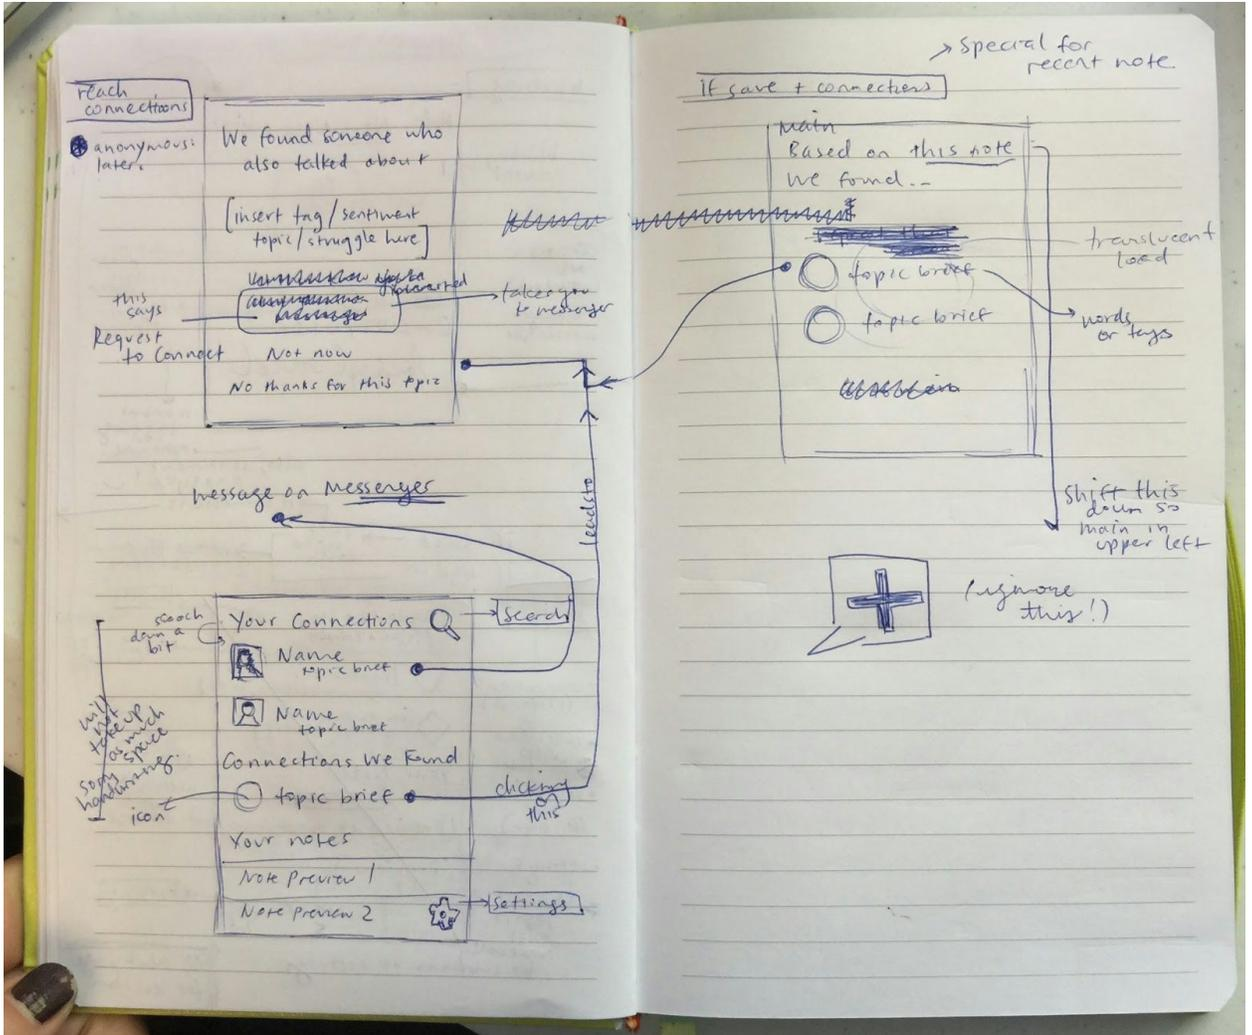 reach
connections
anonymous:
later.
We found someone who
also talked about
[insert tag/sentiment
topic/struggle here]
this
says
Request
to Connect
takes you
to messenger
Not now
No thanks for this topic
message on Messenger
leads to
scooch
down a
bit
Your Connections
Search
Name
topic brief
Name
topic brief
will
not
take up
as much
space
handwriting.
Connections We Found
topic brief
clicking
on
this
icon
Your notes
Note Preview 1
Note Preview 2
Settings
Special for
recent note
If save + connections
Main
Based on this note
We found...
translucent
load
topic brief
topic brief
words
or tags
Shift this
down so
main in
upper left
(ignore
this!)